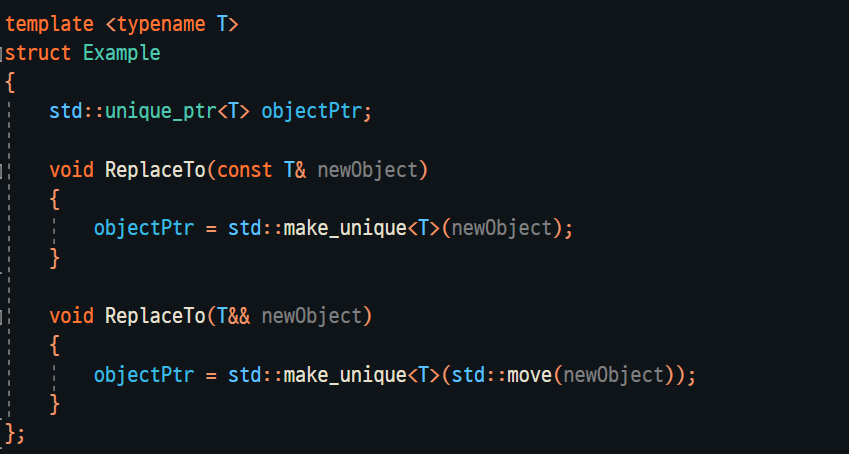 template <typename T>
struct Example
{
    std::unique_ptr<T> objectPtr;

    void ReplaceTo(const T& newObject)
    {
        objectPtr = std::make_unique<T>(newObject);
    }

    void ReplaceTo(T&& newObject)
    {
        objectPtr = std::make_unique<T>(std::move(newObject));
    }
};